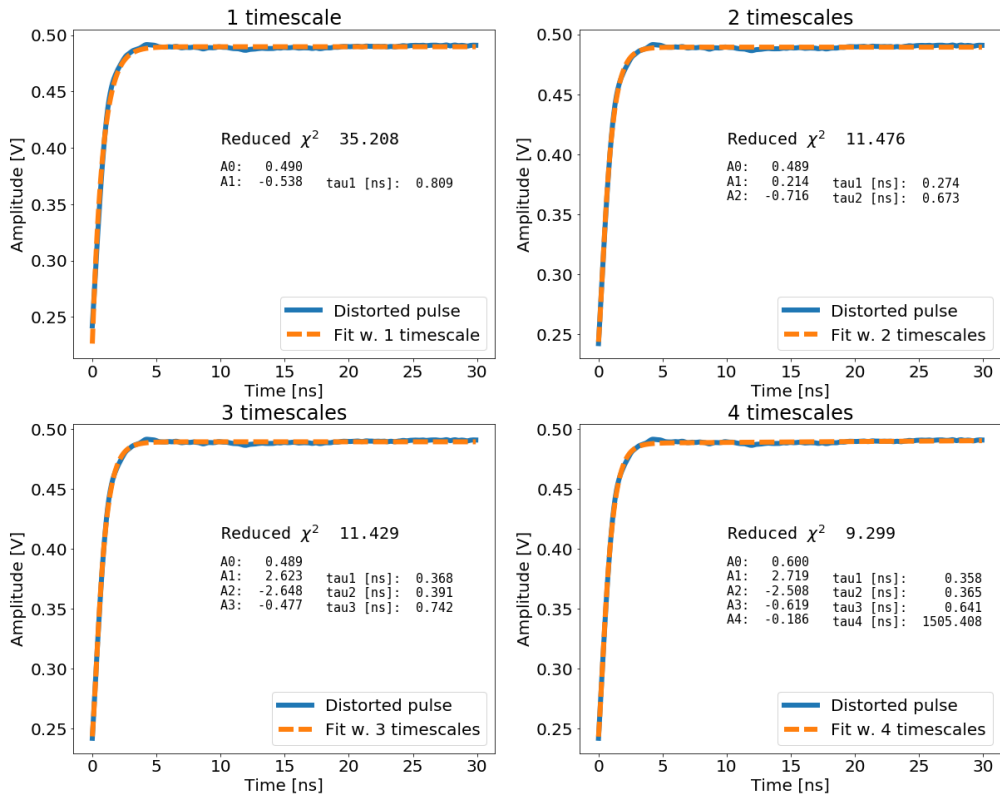 1 timescale
0.50
0.45
0.40
0.35
0.30
0.25
Amplitude [V]
Reduced χ² 35.208
A0: 0.490
A1: -0.538 tau1 [ns]: 0.809
Distorted pulse
Fit w. 1 timescale
0 5 10 15 20 25 30
Time [ns]
2 timescales
0.50
0.45
0.40
0.35
0.30
0.25
Amplitude [V]
Reduced χ² 11.476
A0: 0.489
A1: 0.214 tau1 [ns]: 0.274
A2: -0.716 tau2 [ns]: 0.673
Distorted pulse
Fit w. 2 timescales
0 5 10 15 20 25 30
Time [ns]
3 timescales
0.50
0.45
0.40
0.35
0.30
0.25
Amplitude [V]
Reduced χ² 11.429
A0: 0.489
A1: 2.623 tau1 [ns]: 0.368
A2: -2.648 tau2 [ns]: 0.391
A3: -0.477 tau3 [ns]: 0.742
Distorted pulse
Fit w. 3 timescales
0 5 10 15 20 25 30
Time [ns]
4 timescales
0.50
0.45
0.40
0.35
0.30
0.25
Amplitude [V]
Reduced χ² 9.299
A0: 0.600
A1: 2.719 tau1 [ns]: 0.358
A2: -2.508 tau2 [ns]: 0.365
A3: -0.619 tau3 [ns]: 0.641
A4: -0.186 tau4 [ns]: 1505.408
Distorted pulse
Fit w. 4 timescales
0 5 10 15 20 25 30
Time [ns]